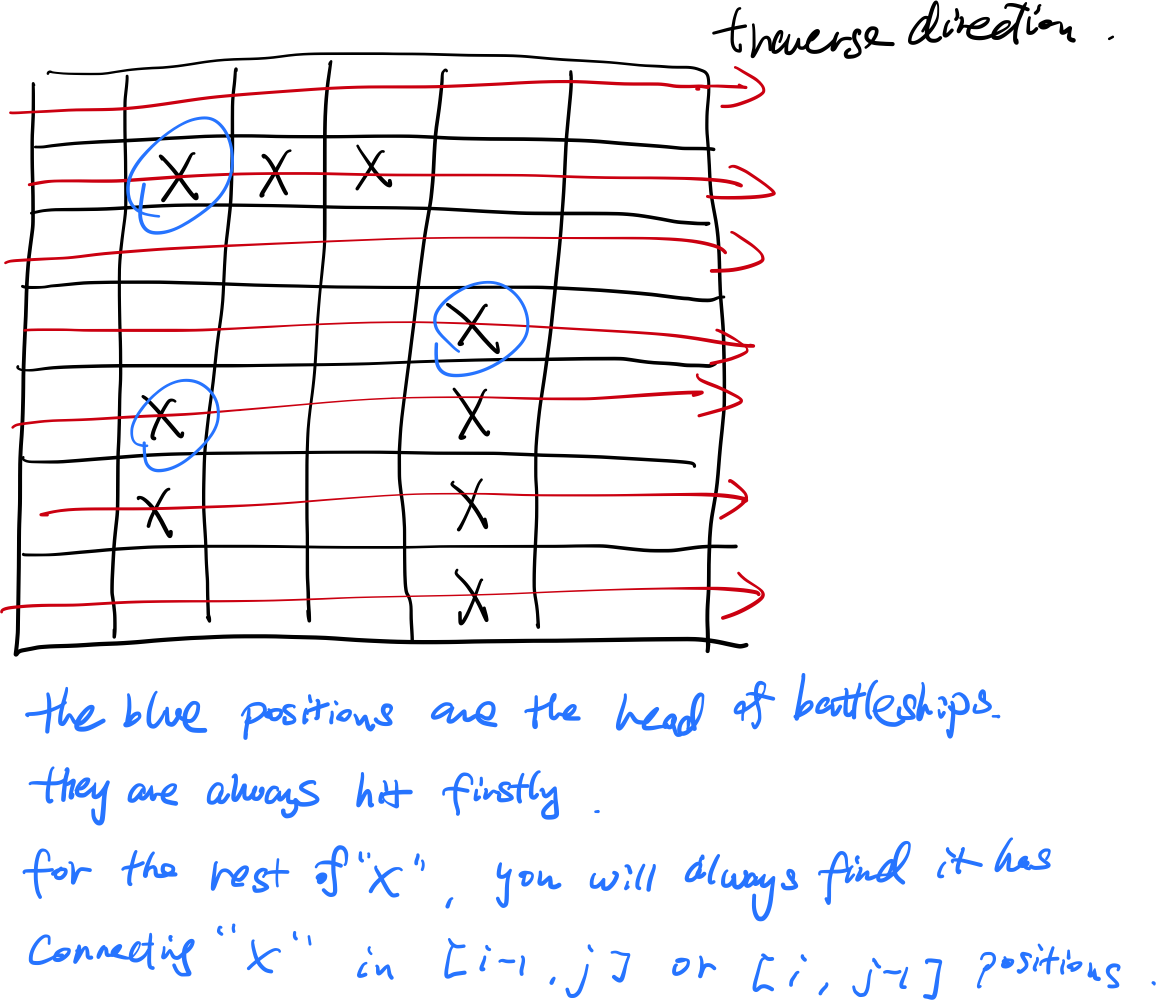 traverse direction .
X X X
X
X X
X X
X
the blue positions are the head of battleships.
they are always hit firstly .
for the rest of "X" , you will always find it has
connecting "X" in [i-1, j] or [i, j-1] positions .